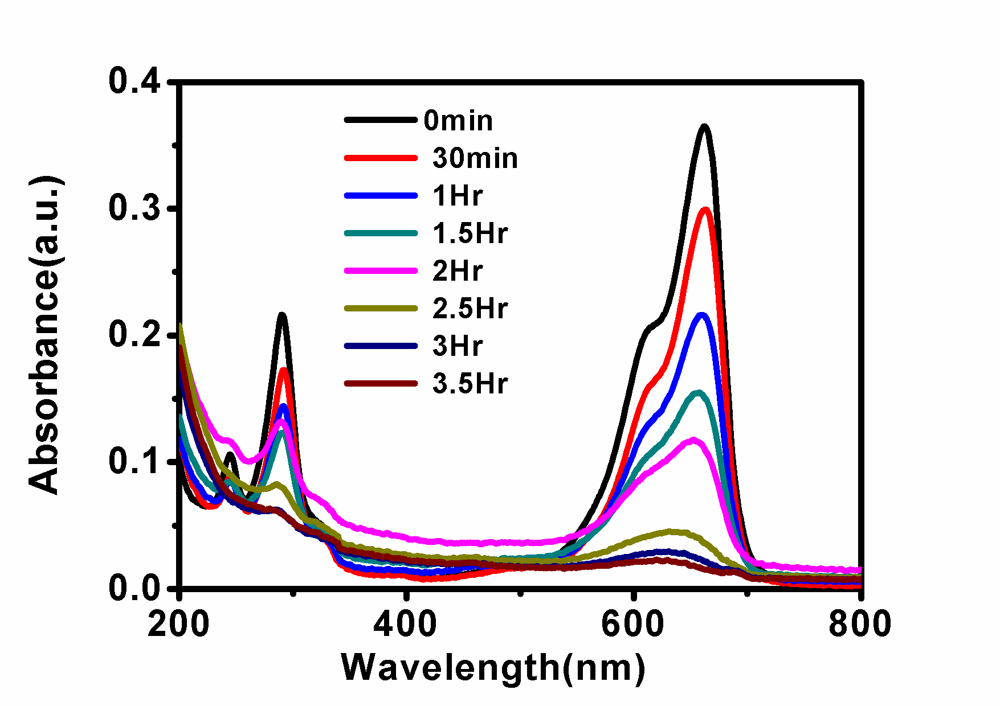 0.4
0.3
0.2
0.1
0.0
Absorbance(a.u.)
0min
30min
1Hr
1.5Hr
2Hr
2.5Hr
3Hr
3.5Hr
200 400 600 800
Wavelength(nm)